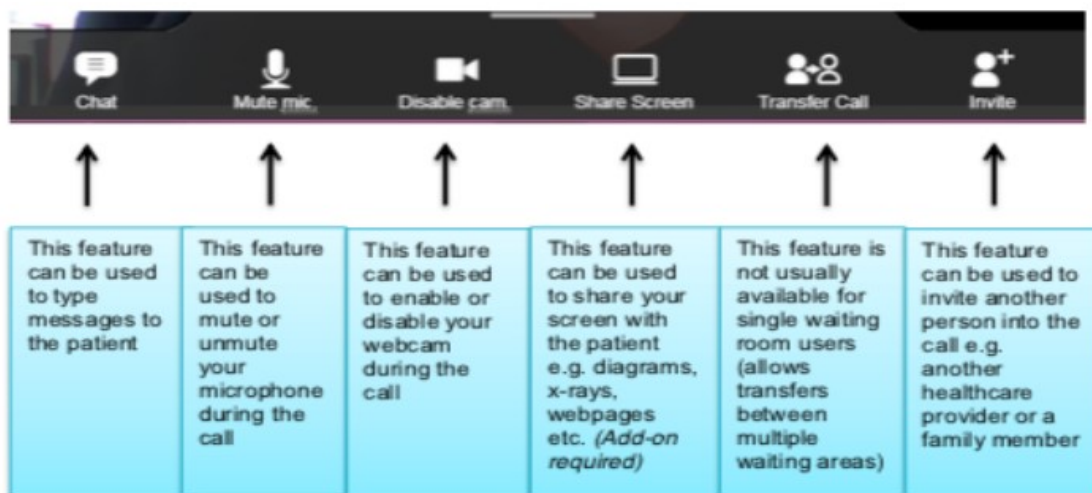 Chat
Mute mic.
Disable cam.
Share Screen
Transfer Call
Invite
This feature
can be used
to type
messages to
the patient
This feature
can be
used to
mute or
unmute
your
microphone
during the
call
This feature
can be used
to enable or
disable your
webcam
during the
call
This feature
can be used
to share your
screen with
the patient
e.g. diagrams,
x-rays,
webpages
etc. (Add-on
required)
This feature is
not usually
available for
single waiting
room users
(allows
transfers
between
multiple
waiting areas)
This feature
can be used to
invite another
person into the
call e.g.
another
healthcare
provider or a
family member